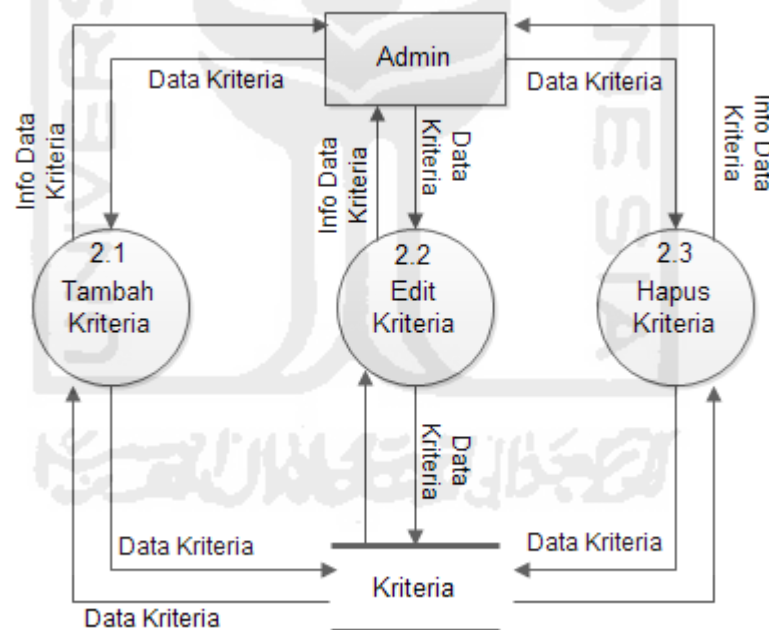 Admin
Data Kriteria
Data Kriteria
Info Data
Kriteria
Info Data
Kriteria
Data
Kriteria
Info Data
Kriteria
2.1
Tambah
Kriteria
2.2
Edit
Kriteria
2.3
Hapus
Kriteria
Data
Kriteria
Data Kriteria
Data Kriteria
Kriteria
Data Kriteria